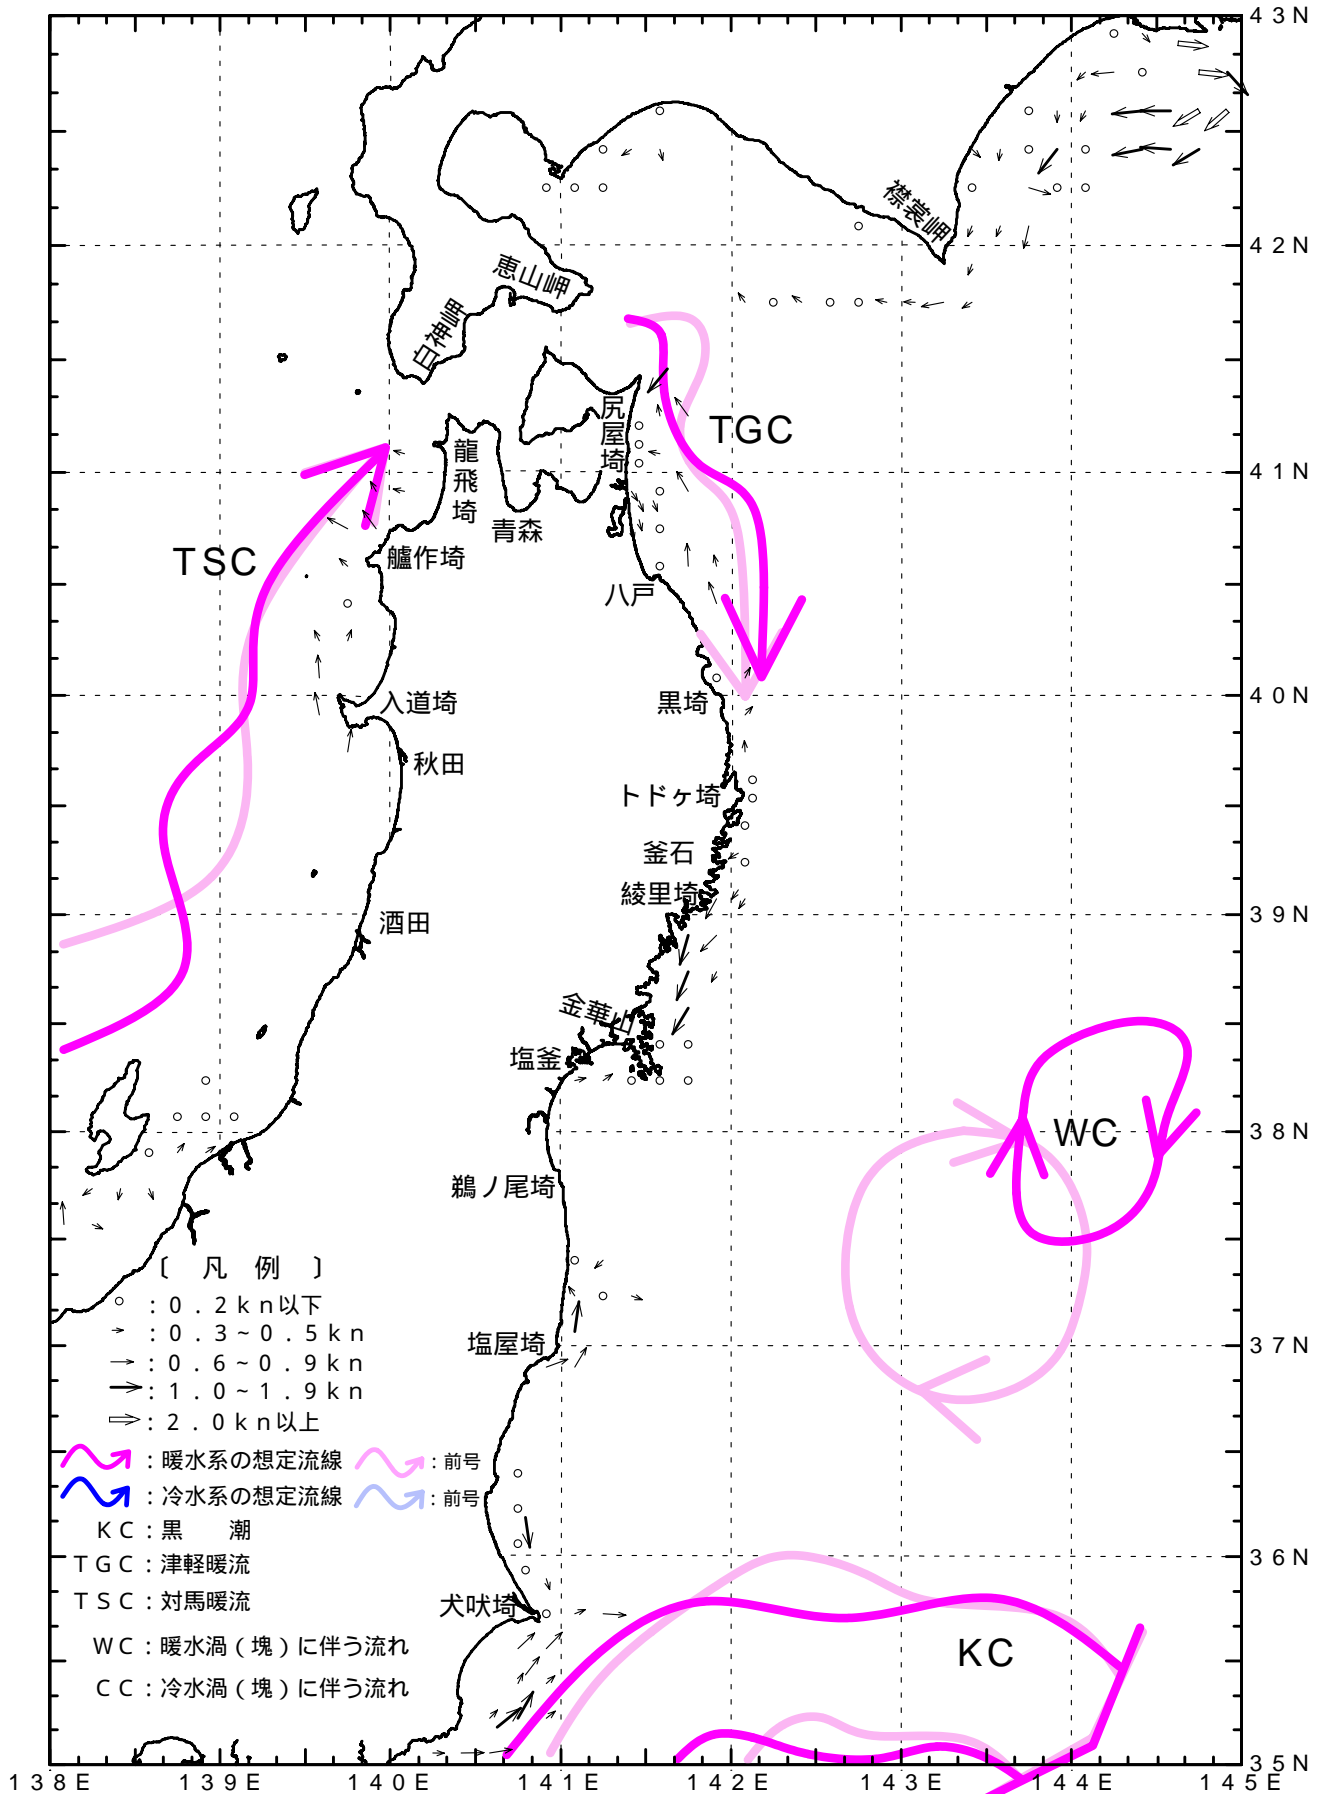 43N
42N
41N
40N
39N
38N
37N
36N
35N
138E
139E
140E
141E
142E
143E
144E
145E
襟裳岬
恵山岬
白神岬
尻屋埼
TGC
龍飛埼
青森
TSC
艫作埼
八戸
入道埼
黒埼
秋田
トドヶ埼
釜石
綾里埼
酒田
金華山
塩釜
WC
鵜ノ尾埼
塩屋埼
犬吠埼
KC
〔 凡 例 〕
：０．２ｋｎ以下
：０．３～０．５ｋｎ
：０．６～０．９ｋｎ
：１．０～１．９ｋｎ
：２．０ｋｎ以上
：暖水系の想定流線 ：前号
：冷水系の想定流線 ：前号
ＫＣ：黒　潮
ＴＧＣ：津軽暖流
ＴＳＣ：対馬暖流
ＷＣ：暖水渦（塊）に伴う流れ
ＣＣ：冷水渦（塊）に伴う流れ